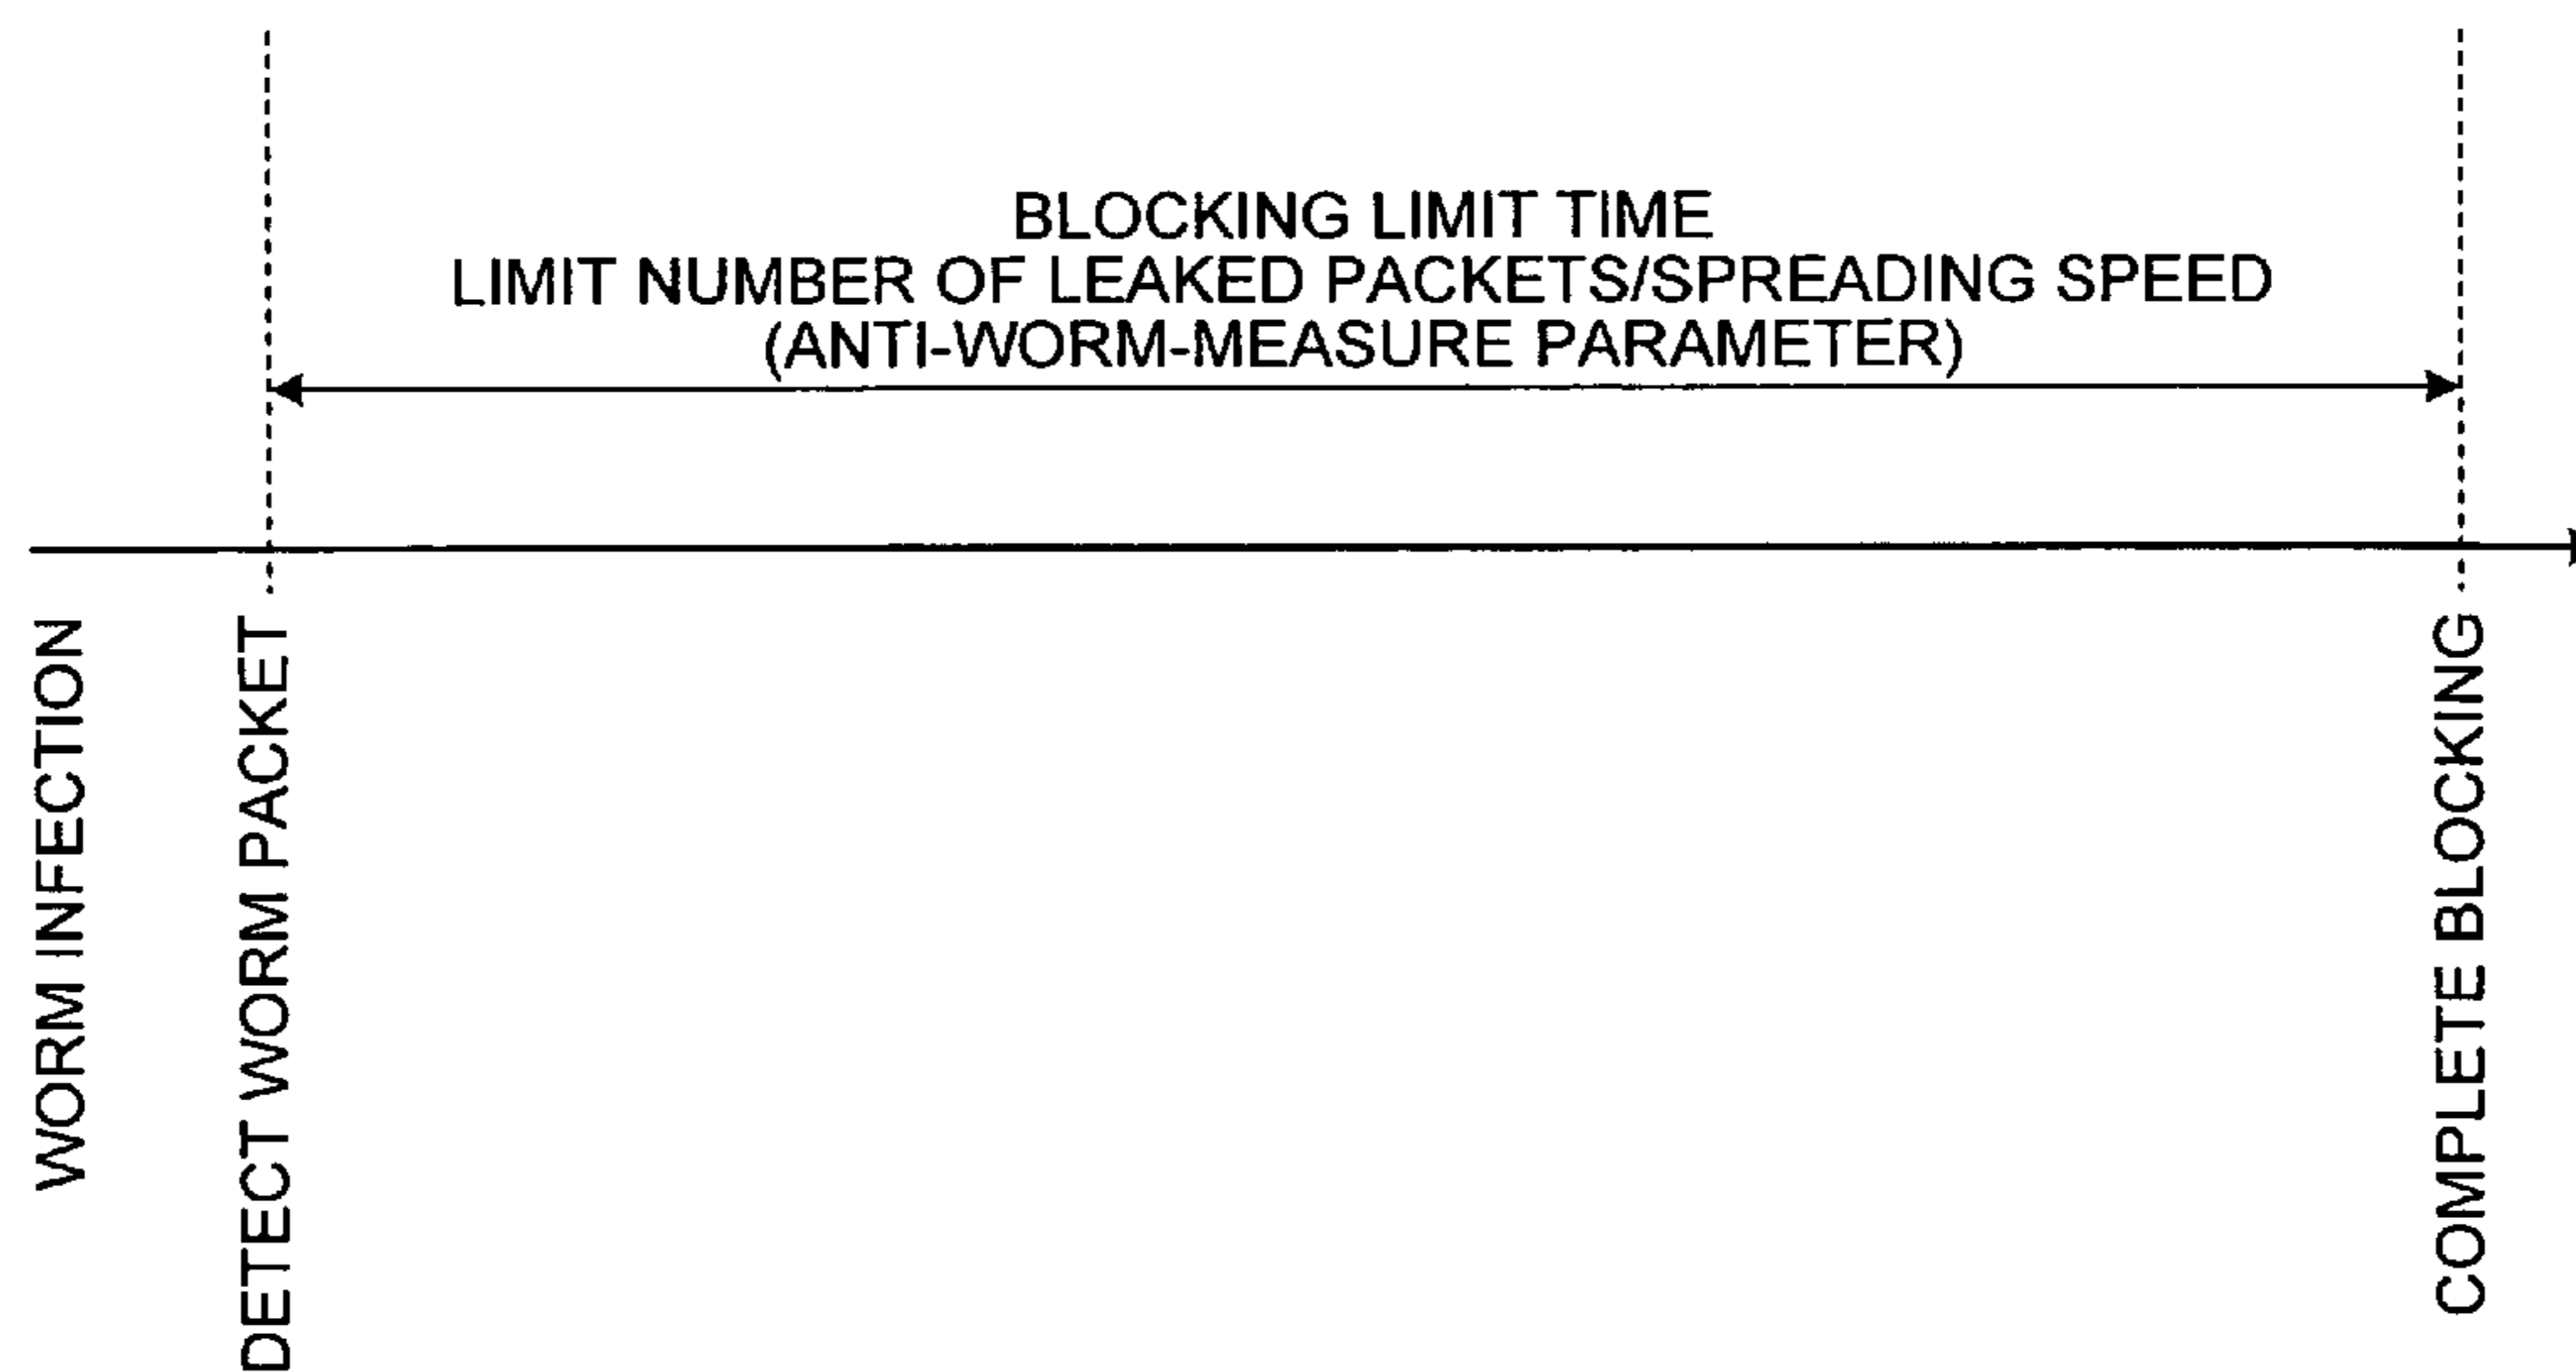 BLOCKING LIMIT TIME
LIMIT NUMBER OF LEAKED PACKETS/SPREADING SPEED
(ANTI-WORM-MEASURE PARAMETER)
WORM INFECTION
DETECT WORM PACKET
COMPLETE BLOCKING